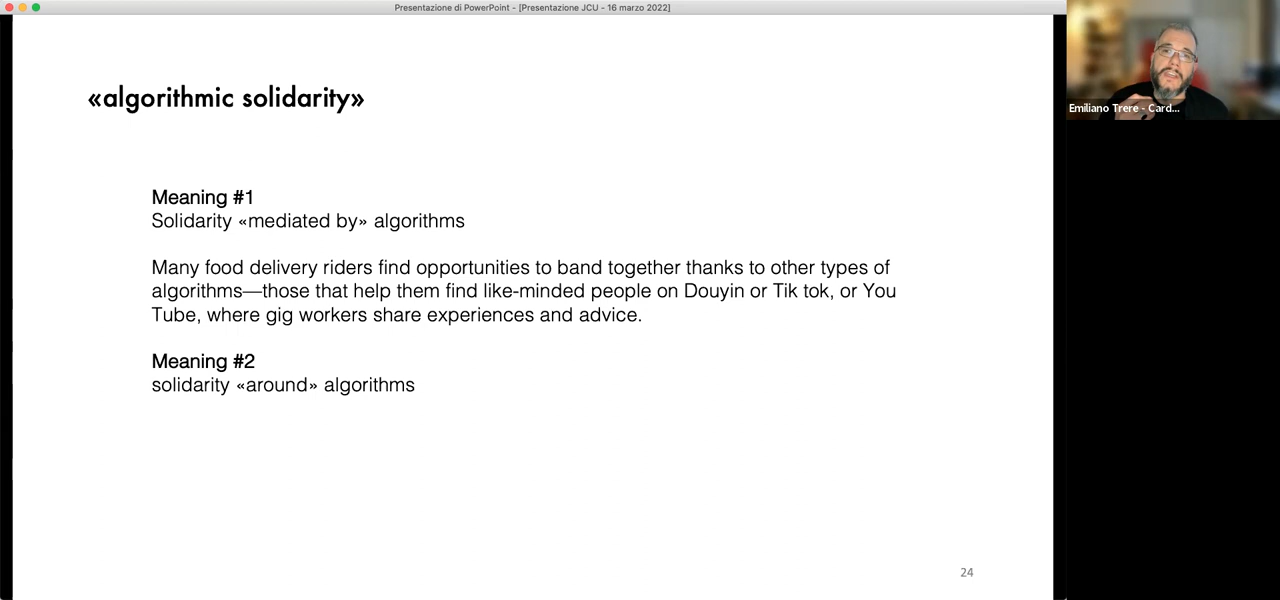 Presentazione di PowerPoint - [Presentazione JCU - 16 marzo 2022]
«algorithmic solidarity»
Meaning #1
Solidarity «mediated by» algorithms
Many food delivery riders find opportunities to band together thanks to other types of
algorithms—those that help them find like-minded people on Douyin or Tik tok, or You
Tube, where gig workers share experiences and advice.
Meaning #2
solidarity «around» algorithms
24
Emiliano Trere - Card...